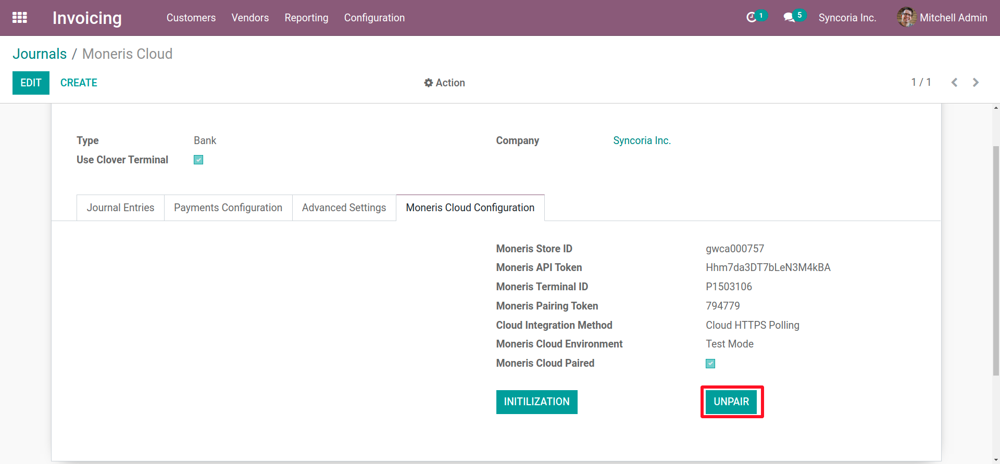 Invoicing Customers Vendors Reporting Configuration 1 5 Syncoria Inc. Mitchell Admin
Journals / Moneris Cloud
EDIT CREATE Action 1 / 1
Type Bank Company Syncoria Inc.
Use Clover Terminal
Journal Entries Payments Configuration Advanced Settings Moneris Cloud Configuration
Moneris Store ID gwca000757
Moneris API Token Hhm7da3DT7bLeN3M4kBA
Moneris Terminal ID P1503106
Moneris Pairing Token 794779
Cloud Integration Method Cloud HTTPS Polling
Moneris Cloud Environment Test Mode
Moneris Cloud Paired
INITILIZATION UNPAIR